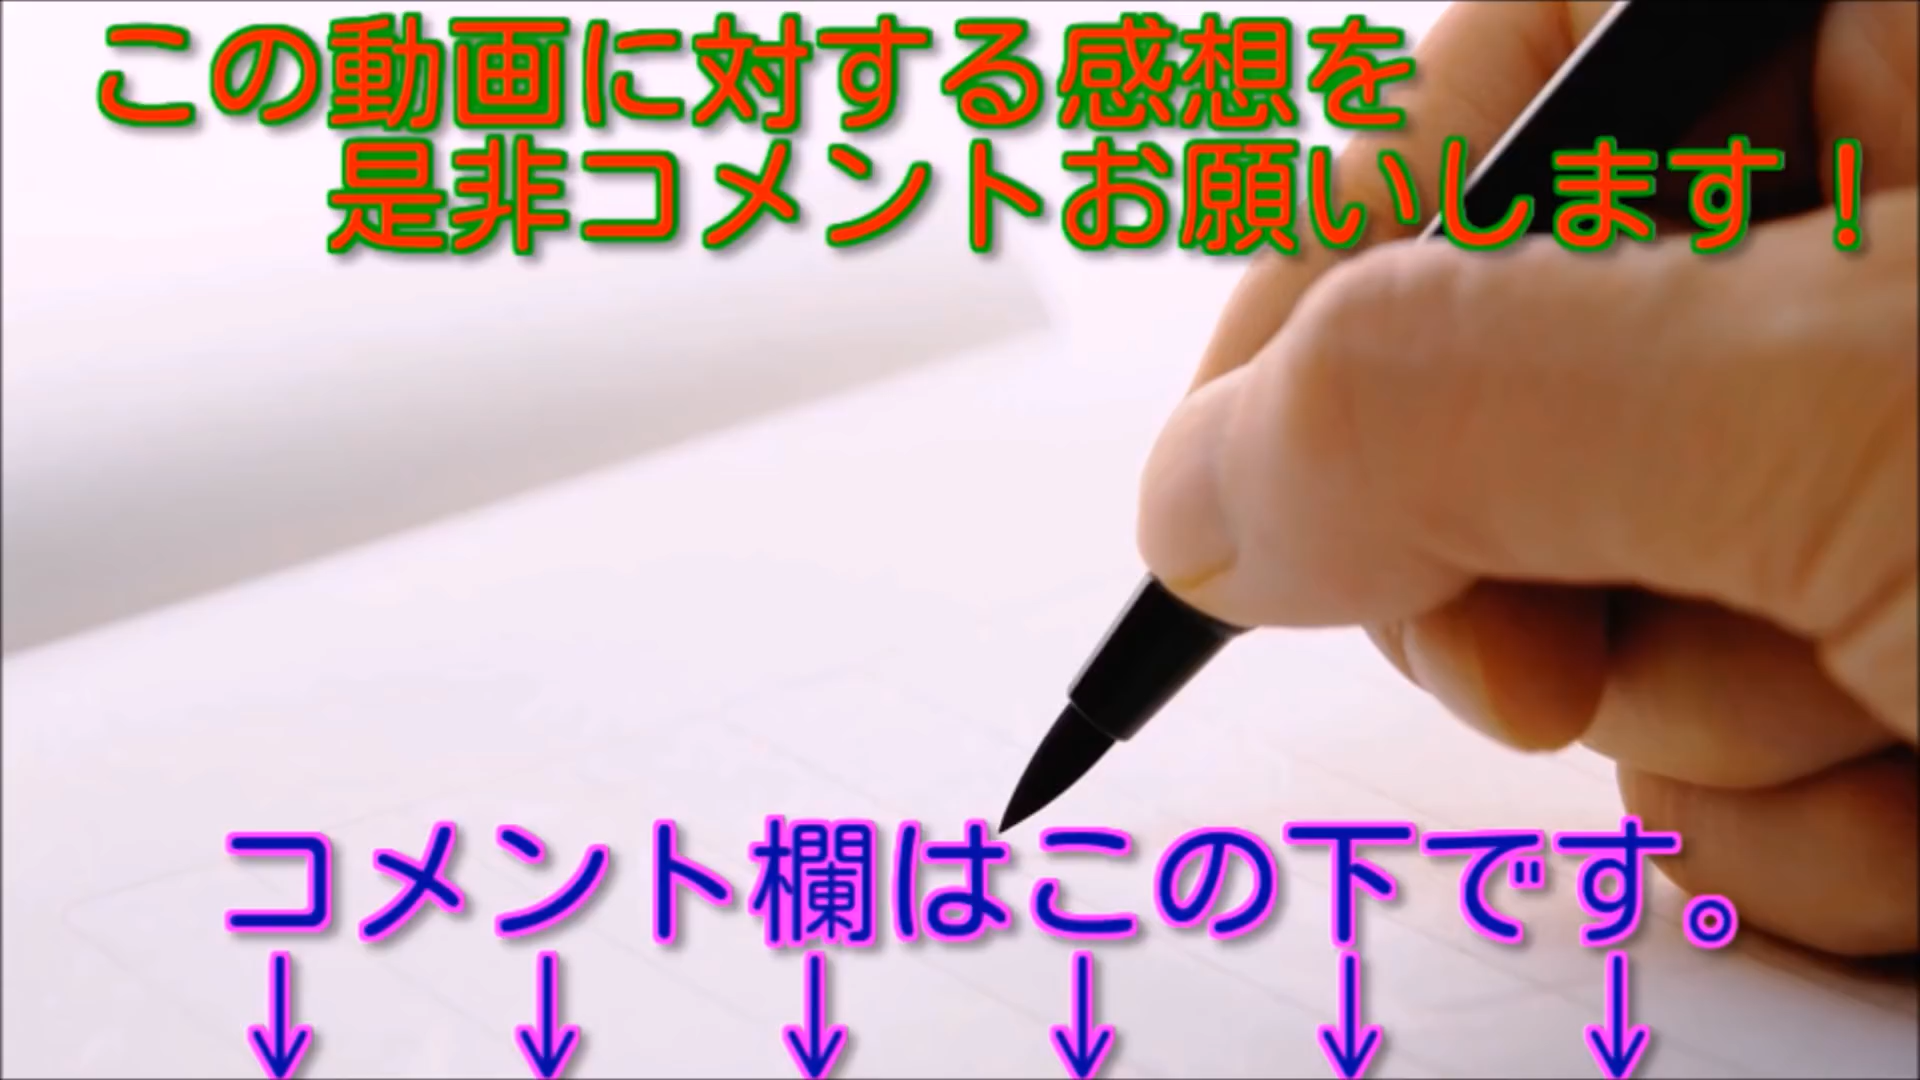 この動画に対する感想を
是非コメントお願いします！
コメント欄はこの下です。
↓ ↓ ↓ ↓ ↓ ↓